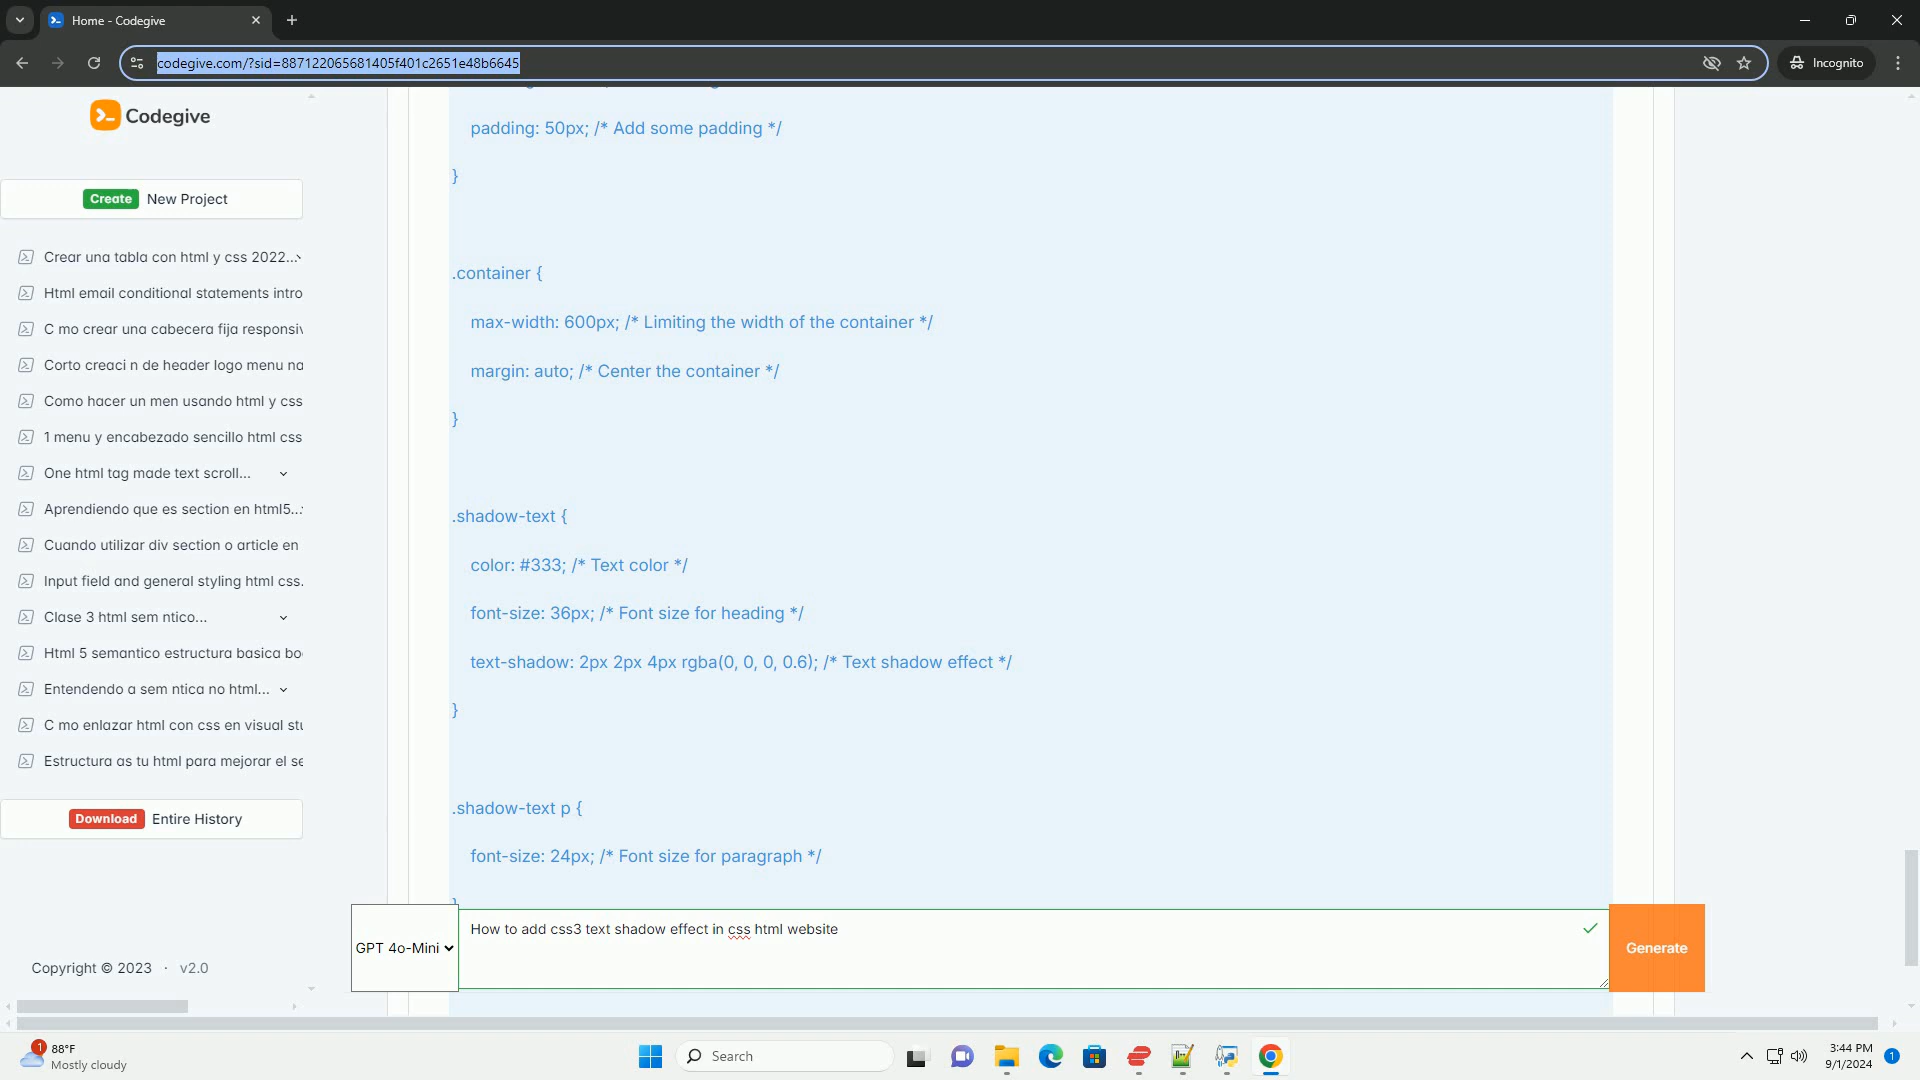 Home - Codegive
codegive.com/?sid=887122065681405f401c2651e48b6645
Incognito
Codegive
Create New Project
Crear una tabla con html y css 2022...
Html email conditional statements intro
C mo crear una cabecera fija responsiv
Corto creaci n de header logo menu na
Como hacer un men usando html y css
1 menu y encabezado sencillo html css
One html tag made text scroll...
Aprendiendo que es section en html5...
Cuando utilizar div section o article en
Input field and general styling html css.
Clase 3 html sem ntico...
Html 5 semantico estructura basica bo
Entendendo a sem ntica no html...
C mo enlazar html con css en visual stu
Estructura as tu html para mejorar el se
Download Entire History
Copyright © 2023 · v2.0
padding: 50px; /* Add some padding */
}
.container {
max-width: 600px; /* Limiting the width of the container */
margin: auto; /* Center the container */
}
.shadow-text {
color: #333; /* Text color */
font-size: 36px; /* Font size for heading */
text-shadow: 2px 2px 4px rgba(0, 0, 0, 0.6); /* Text shadow effect */
}
.shadow-text p {
font-size: 24px; /* Font size for paragraph */
}
GPT 4o-Mini
How to add css3 text shadow effect in css html website
Generate
1
88°F
Mostly cloudy
Search
3:44 PM
9/1/2024
1